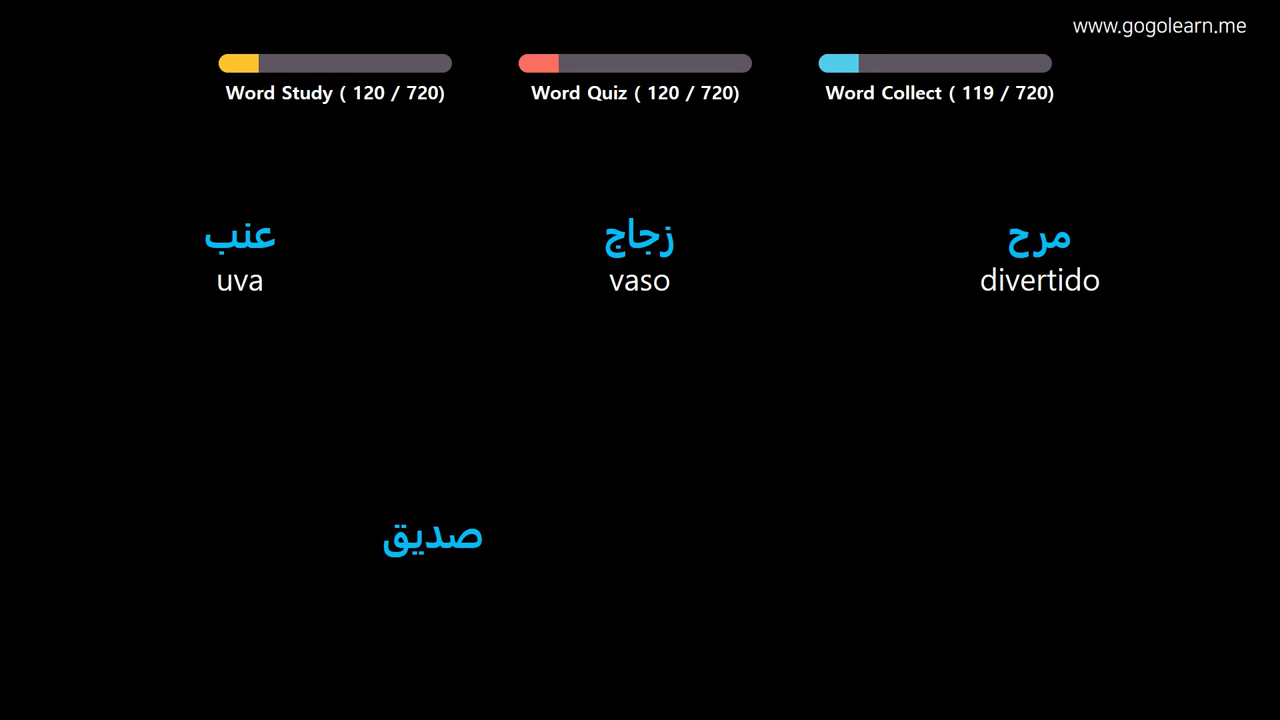 www.gogolearn.me
Word Study ( 120 / 720)
Word Quiz ( 120 / 720)
Word Collect ( 119 / 720)
عنب
uva
زجاج
vaso
مرح
divertido
صديق